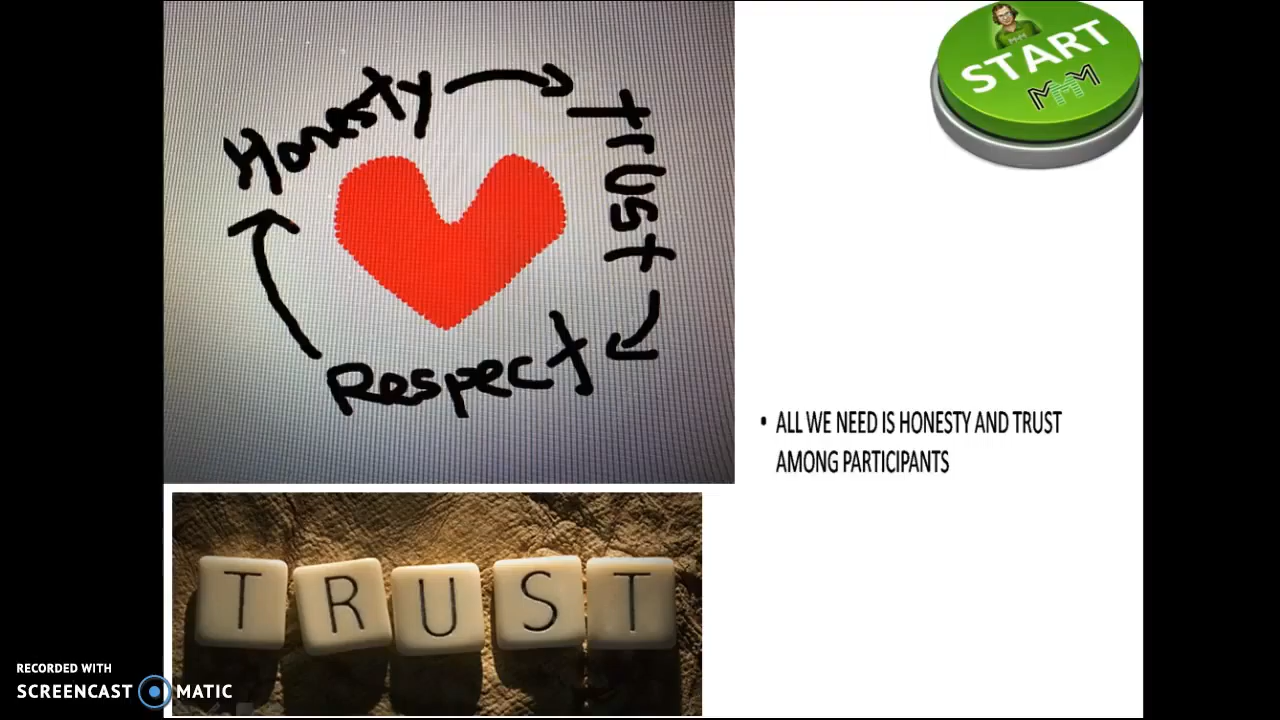 Honesty
Trust
Respect
START
MMM
• ALL WE NEED IS HONESTY AND TRUST
AMONG PARTICIPANTS
TRUST
RECORDED WITH
SCREENCAST MATIC